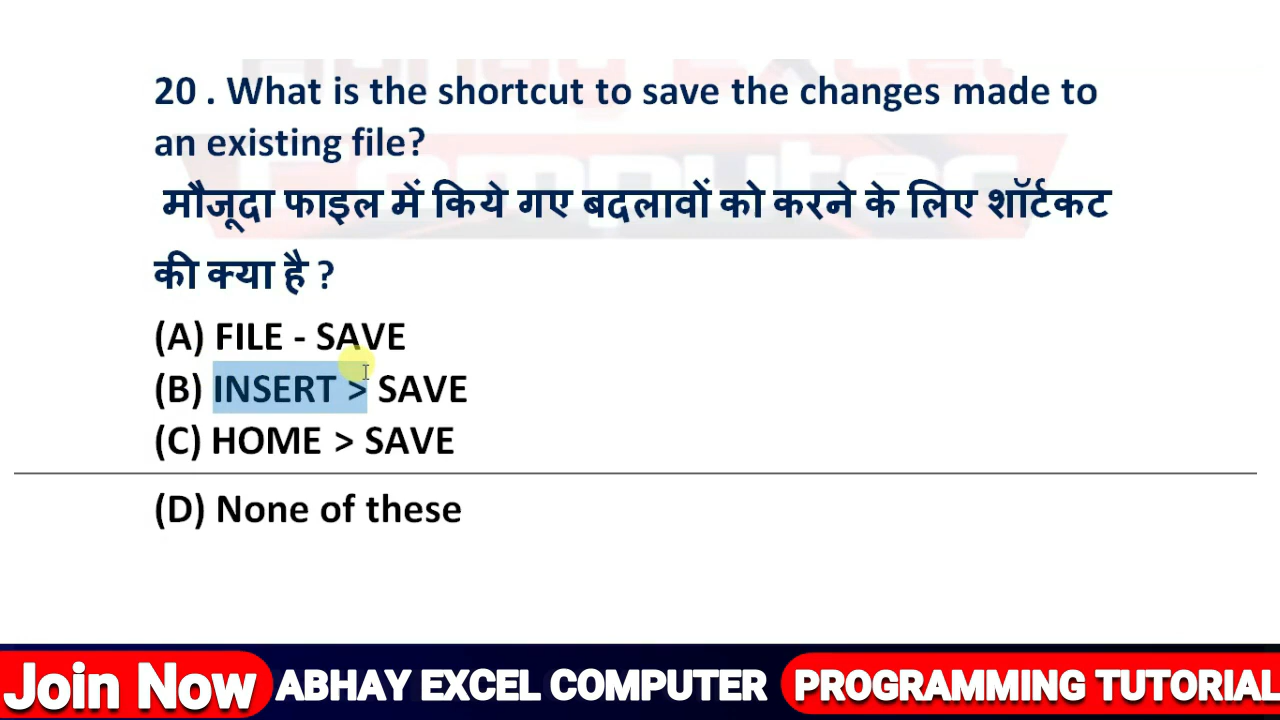 20 . What is the shortcut to save the changes made to
an existing file?
मौजूदा फाइल में किये गए बदलावों को करने के लिए शॉर्टकट
की क्या है ?
(A) FILE - SAVE
(B) INSERT > SAVE
(C) HOME > SAVE
(D) None of these
Join Now ABHAY EXCEL COMPUTER PROGRAMMING TUTORIAL